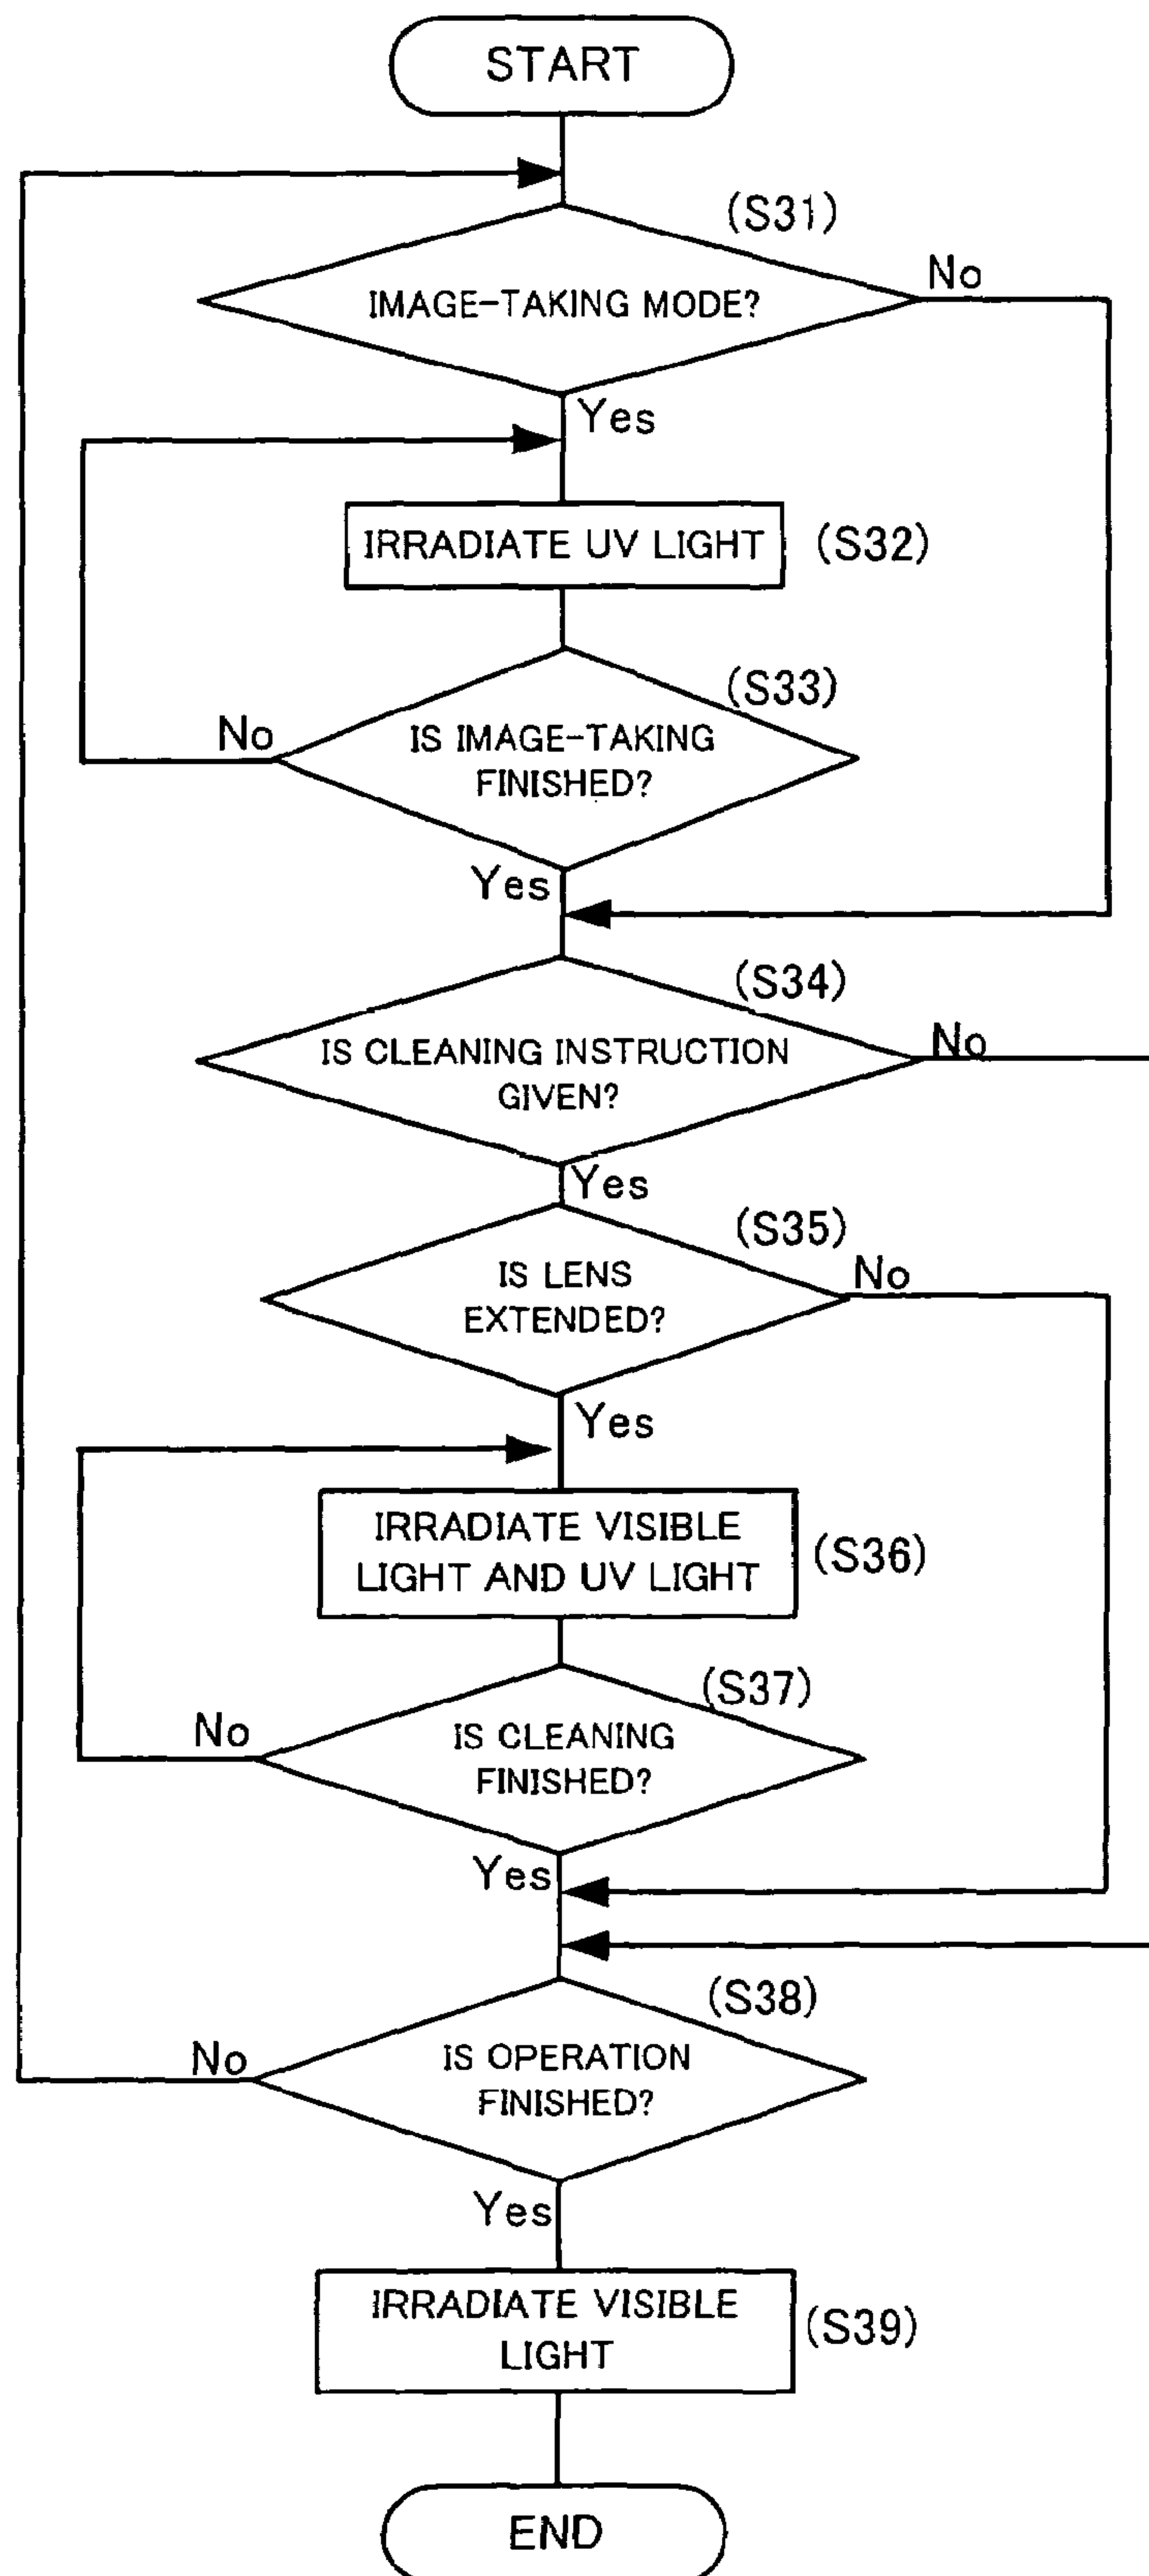 START
(S31)
No
IMAGE-TAKING MODE?
Yes
IRRADIATE UV LIGHT
(S32)
(S33)
No
IS IMAGE-TAKING
FINISHED?
Yes
(S34)
No
IS CLEANING INSTRUCTION
GIVEN?
Yes
(S35)
No
IS LENS
EXTENDED?
Yes
IRRADIATE VISIBLE
LIGHT AND UV LIGHT
(S36)
(S37)
No
IS CLEANING
FINISHED?
Yes
(S38)
No
IS OPERATION
FINISHED?
Yes
IRRADIATE VISIBLE
LIGHT
(S39)
END